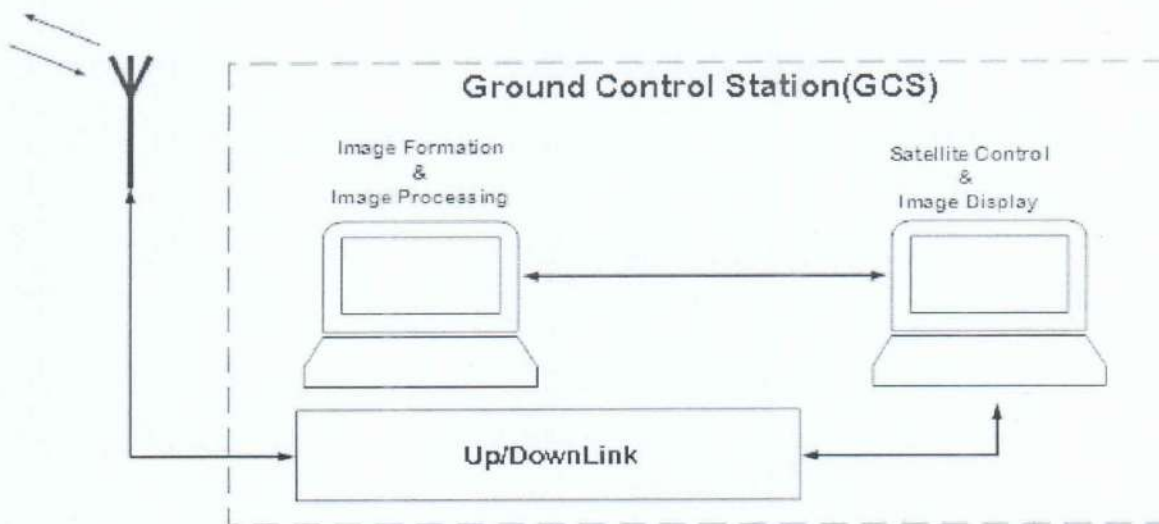 Ground Control Station(GCS)
Image Formation
&
Image Processing
Satellite Control
&
Image Display
Up/DownLink